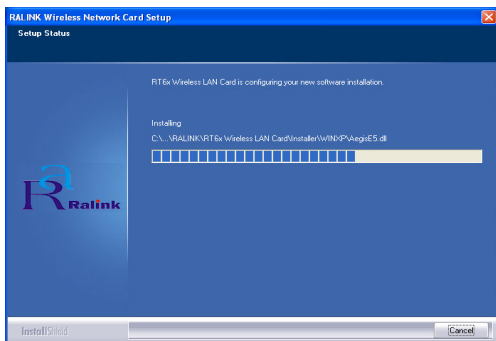 RALINK Wireless Network Card Setup
Setup Status
RT6x Wireless LAN Card is configuring your new software installation.
Installing
C:\...\RALINK\RT6x Wireless LAN Card\Installer\WINXP\AegisE5.dll
Ralink
InstallShield
Cancel